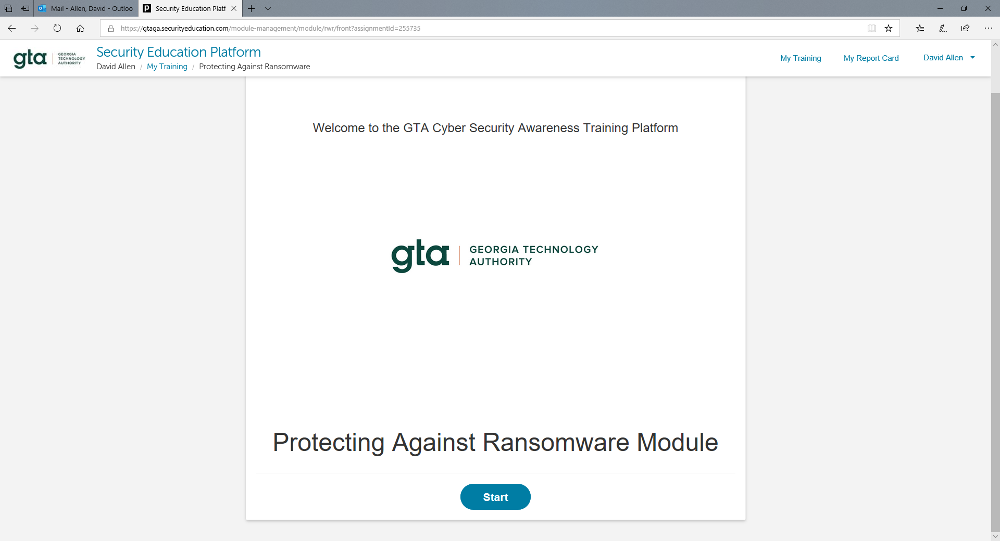 Mail - Allen, David - Outloo
Security Education Platf
https://gtaga.securityeducation.com/module-management/module/rwr/front?assignmentId=255735
gta GEORGIA TECHNOLOGY AUTHORITY
Security Education Platform
David Allen / My Training / Protecting Against Ransomware
My Training My Report Card David Allen
Welcome to the GTA Cyber Security Awareness Training Platform
gta GEORGIA TECHNOLOGY
AUTHORITY
Protecting Against Ransomware Module
Start